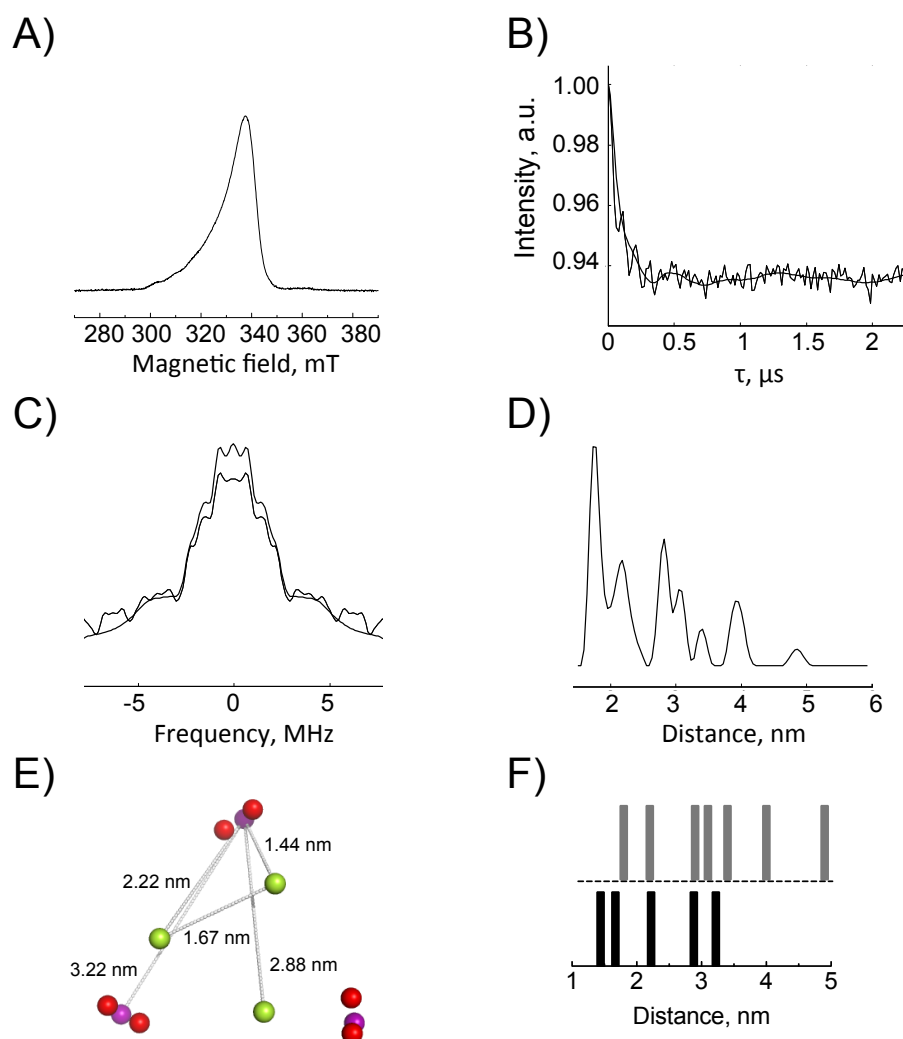 A)
280 300 320 340 360 380
Magnetic field, mT
B)
1.00
0.98
0.96
0.94
Intensity, a.u.
0 0.5 1 1.5 2
τ, μs
C)
-5 0 5
Frequency, MHz
D)
2 3 4 5 6
Distance, nm
E)
1.44 nm
2.22 nm
1.67 nm
2.88 nm
3.22 nm
F)
1 2 3 4 5
Distance, nm